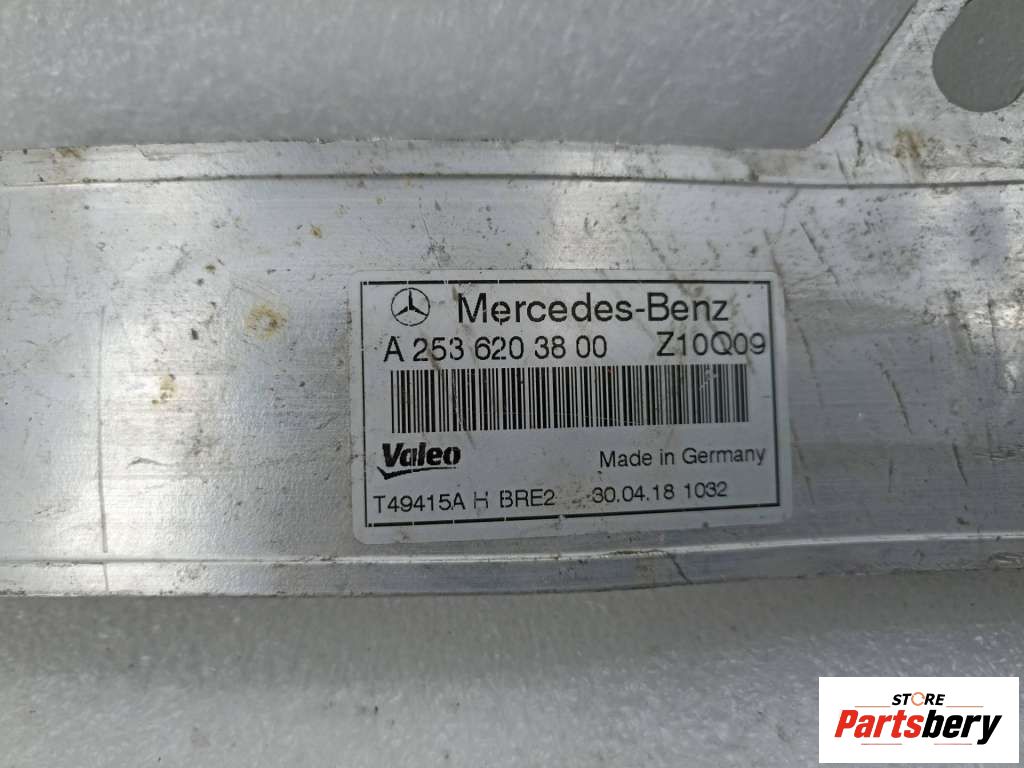 Mercedes-Benz
A 253 620 38 00 Z10Q09
Valeo Made in Germany
T49415A H BRE2 30.04.18 1032
STORE
Partsbery